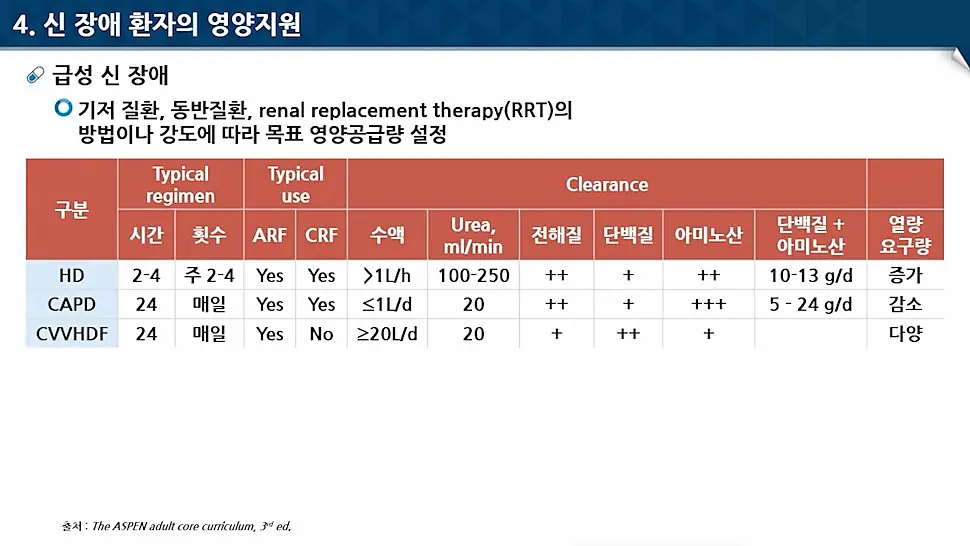 4. 신 장애 환자의 영양지원
급성 신 장애
기저 질환, 동반질환, renal replacement therapy(RRT)의
방법이나 강도에 따라 목표 영양공급량 설정
구분 Typical regimen Typical use Clearance
시간 횟수 ARF CRF 수액 Urea, ml/min 전해질 단백질 아미노산 단백질 + 아미노산 열량 요구량
HD 2-4 주 2-4 Yes Yes >1L/h 100-250 ++ + ++ 10-13 g/d 증가
CAPD 24 매일 Yes Yes ≤1L/d 20 ++ + +++ 5 - 24 g/d 감소
CVVHDF 24 매일 Yes No ≥20L/d 20 + ++ + 다양
출처 : The ASPEN adult core curriculum, 3rd ed.